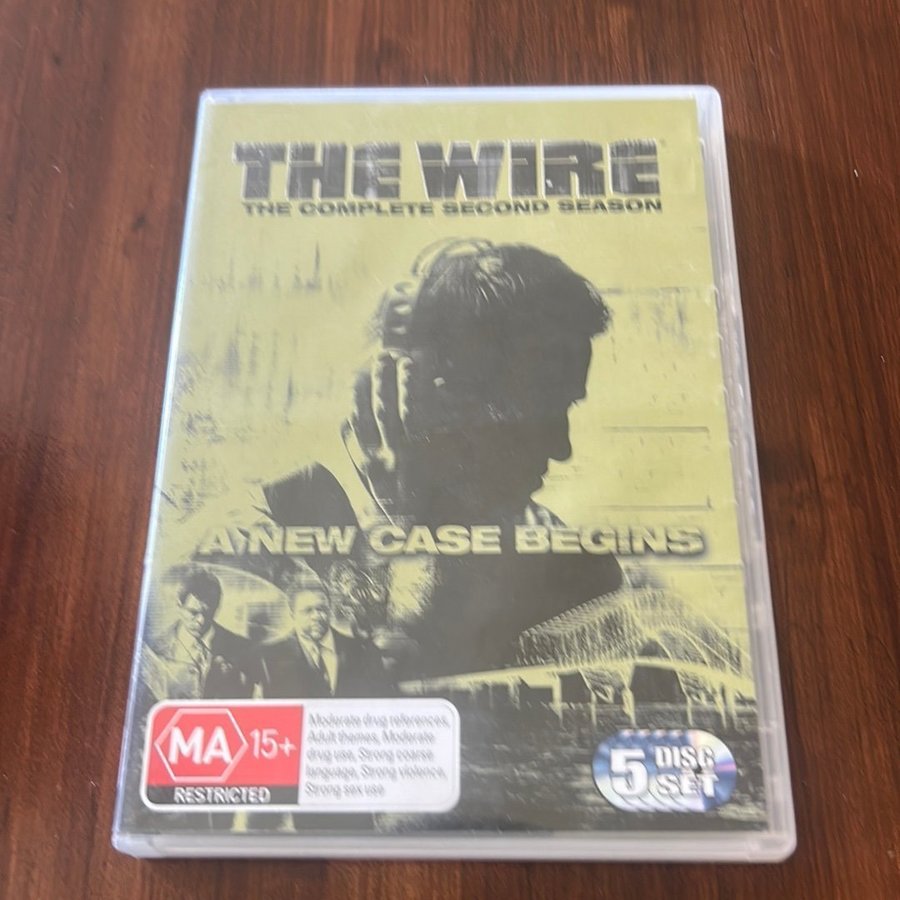 THE WIRE
THE COMPLETE SECOND SEASON
A NEW CASE BEGINS
MA 15+
RESTRICTED
Moderate drug references,
Adult themes, Moderate
drug use, Strong coarse
language, Strong violence,
Strong sex use
5 DISC
SET